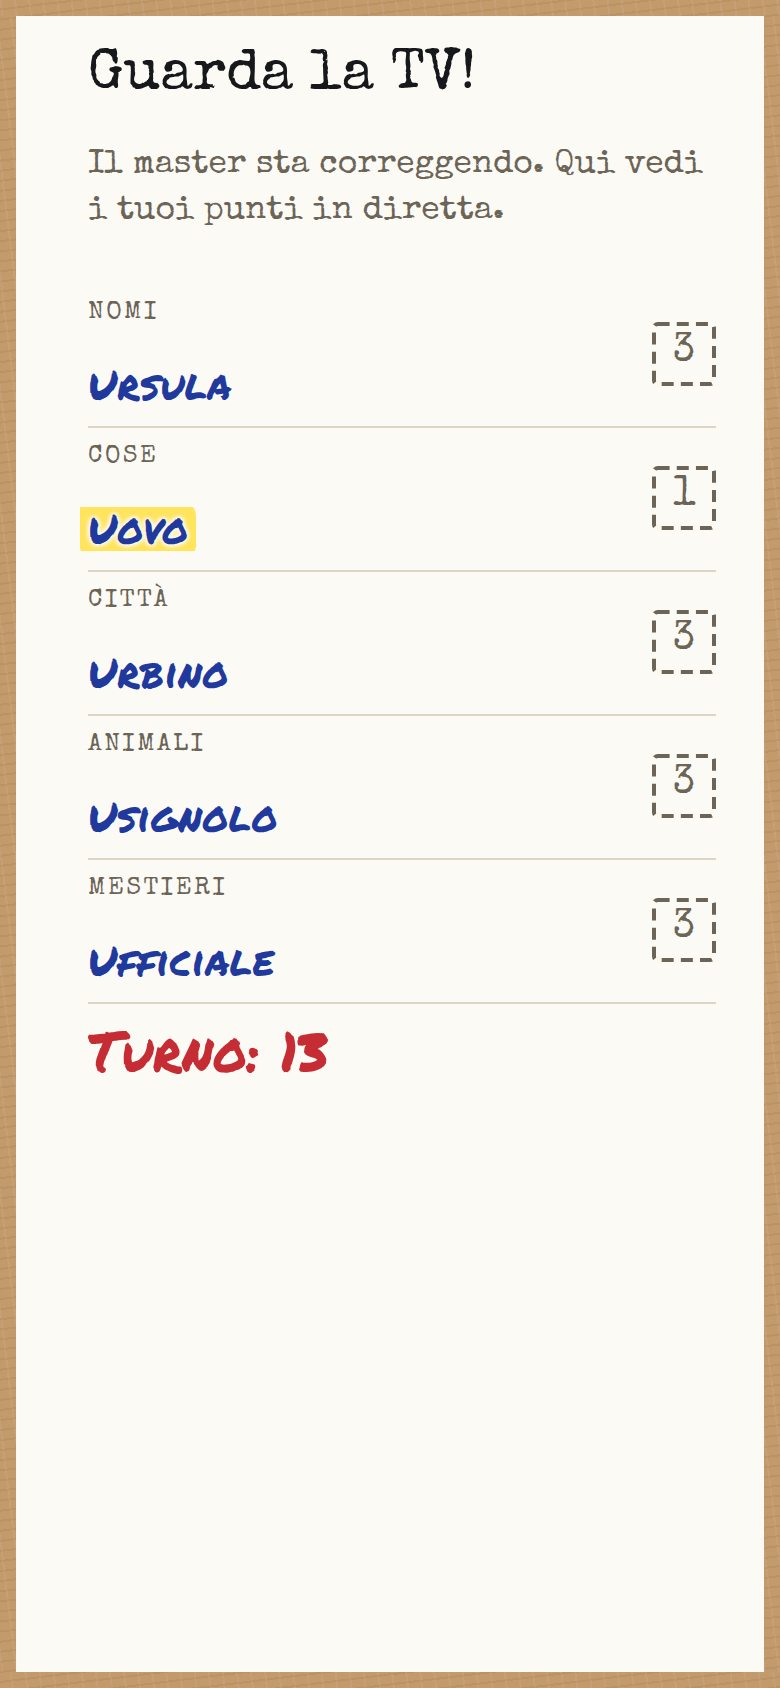 Guarda la TV!
Il master sta correggendo. Qui vedi
i tuoi punti in diretta.
NOMI
Ursula
3
COSE
Uovo
1
CITTÀ
Urbino
3
ANIMALI
Usignolo
3
MESTIERI
Ufficiale
3
Turno: 13